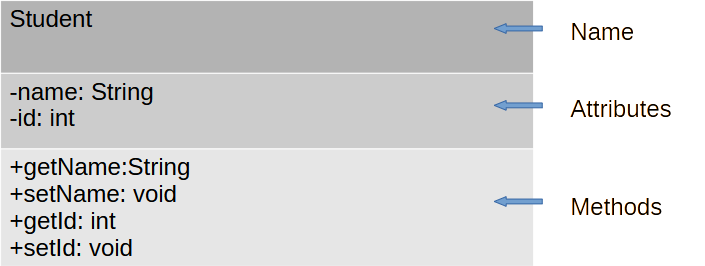 Student
Name
-name: String
-id: int
Attributes
+getName:String
+setName: void
+getId: int
+setId: void
Methods